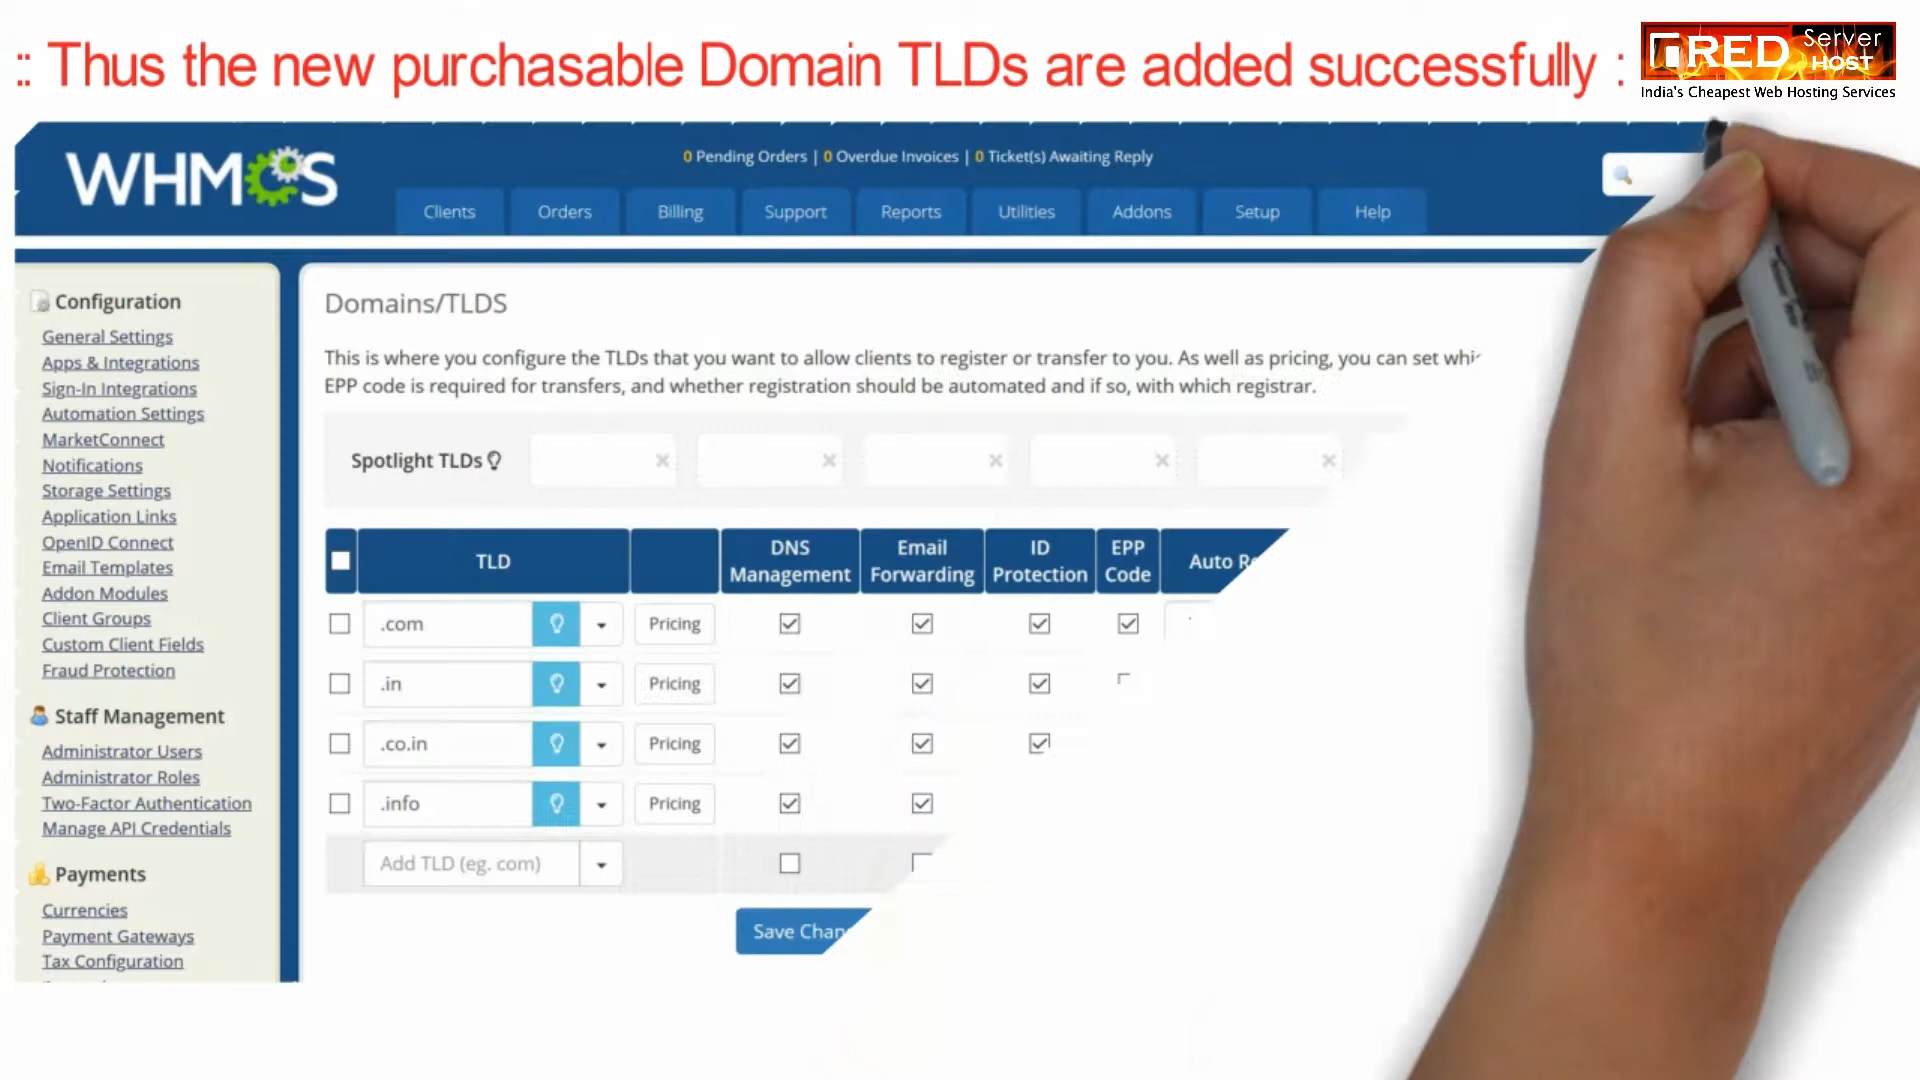 :: Thus the new purchasable Domain TLDs are added successfully :
RED Server HOST
India's Cheapest Web Hosting Services
WHMCS
0 Pending Orders | 0 Overdue Invoices | 0 Ticket(s) Awaiting Reply
Clients Orders Billing Support Reports Utilities Addons Setup Help
Configuration
General Settings
Apps & Integrations
Sign-In Integrations
Automation Settings
MarketConnect
Notifications
Storage Settings
Application Links
OpenID Connect
Email Templates
Addon Modules
Client Groups
Custom Client Fields
Fraud Protection
Staff Management
Administrator Users
Administrator Roles
Two-Factor Authentication
Manage API Credentials
Payments
Currencies
Payment Gateways
Tax Configuration
Domains/TLDS
This is where you configure the TLDs that you want to allow clients to register or transfer to you. As well as pricing, you can set
EPP code is required for transfers, and whether registration should be automated and if so, with which registrar.
Spotlight TLDs
TLD DNS Management Email Forwarding ID Protection EPP Code Auto
.com Pricing
.in Pricing
.co.in Pricing
.info Pricing
Add TLD (eg. com)
Save